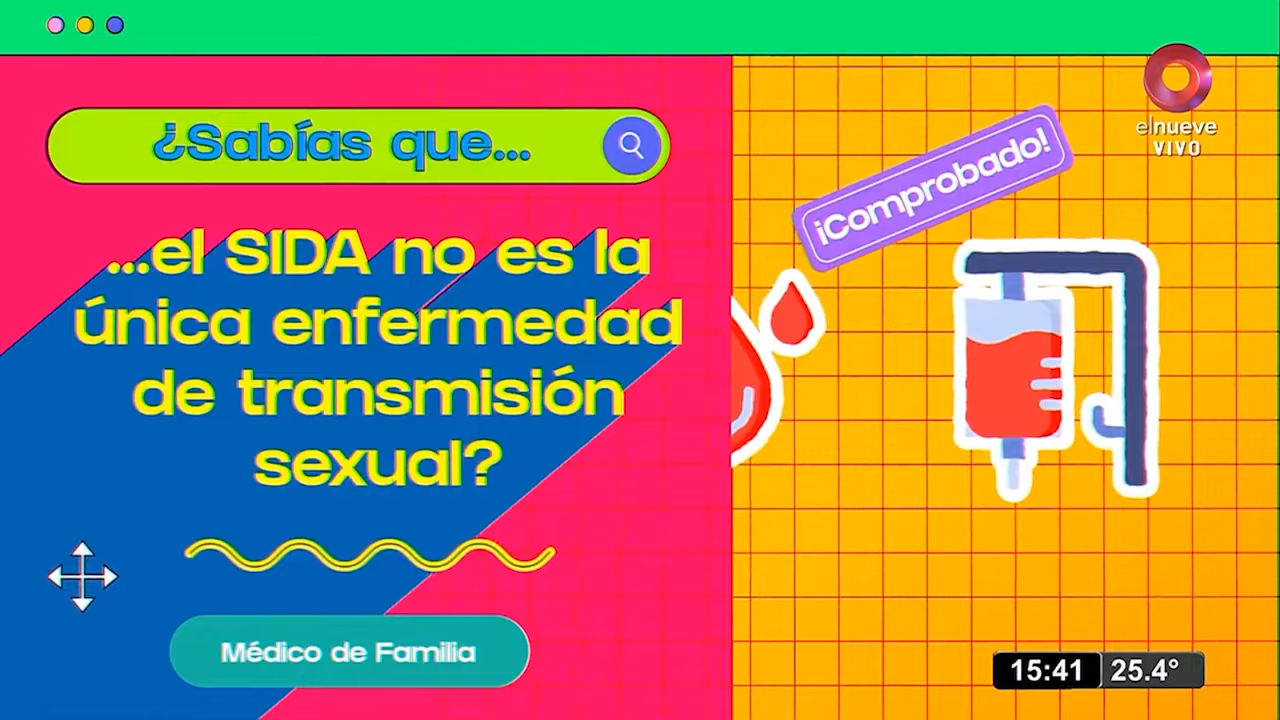 ¿Sabías que...
...el SIDA no es la
única enfermedad
de transmisión
sexual?
Médico de Familia
¡Comprobado!
elnueve
VIVO
15:41 25.4°